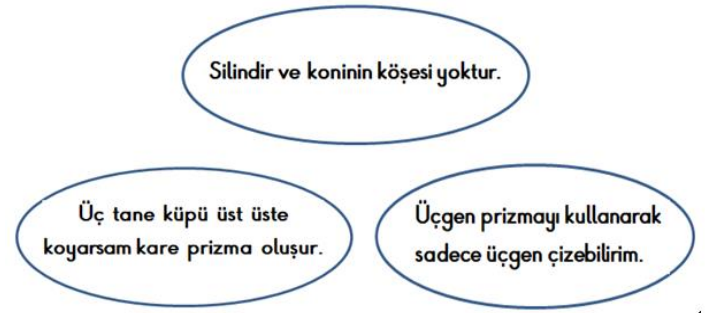 Silindir ve koninin köşesi yoktur.
Üç tane küpü üst üste
koyarsam kare prizma oluşur.
Üçgen prizmayı kullanarak
sadece üçgen çizebilirim.